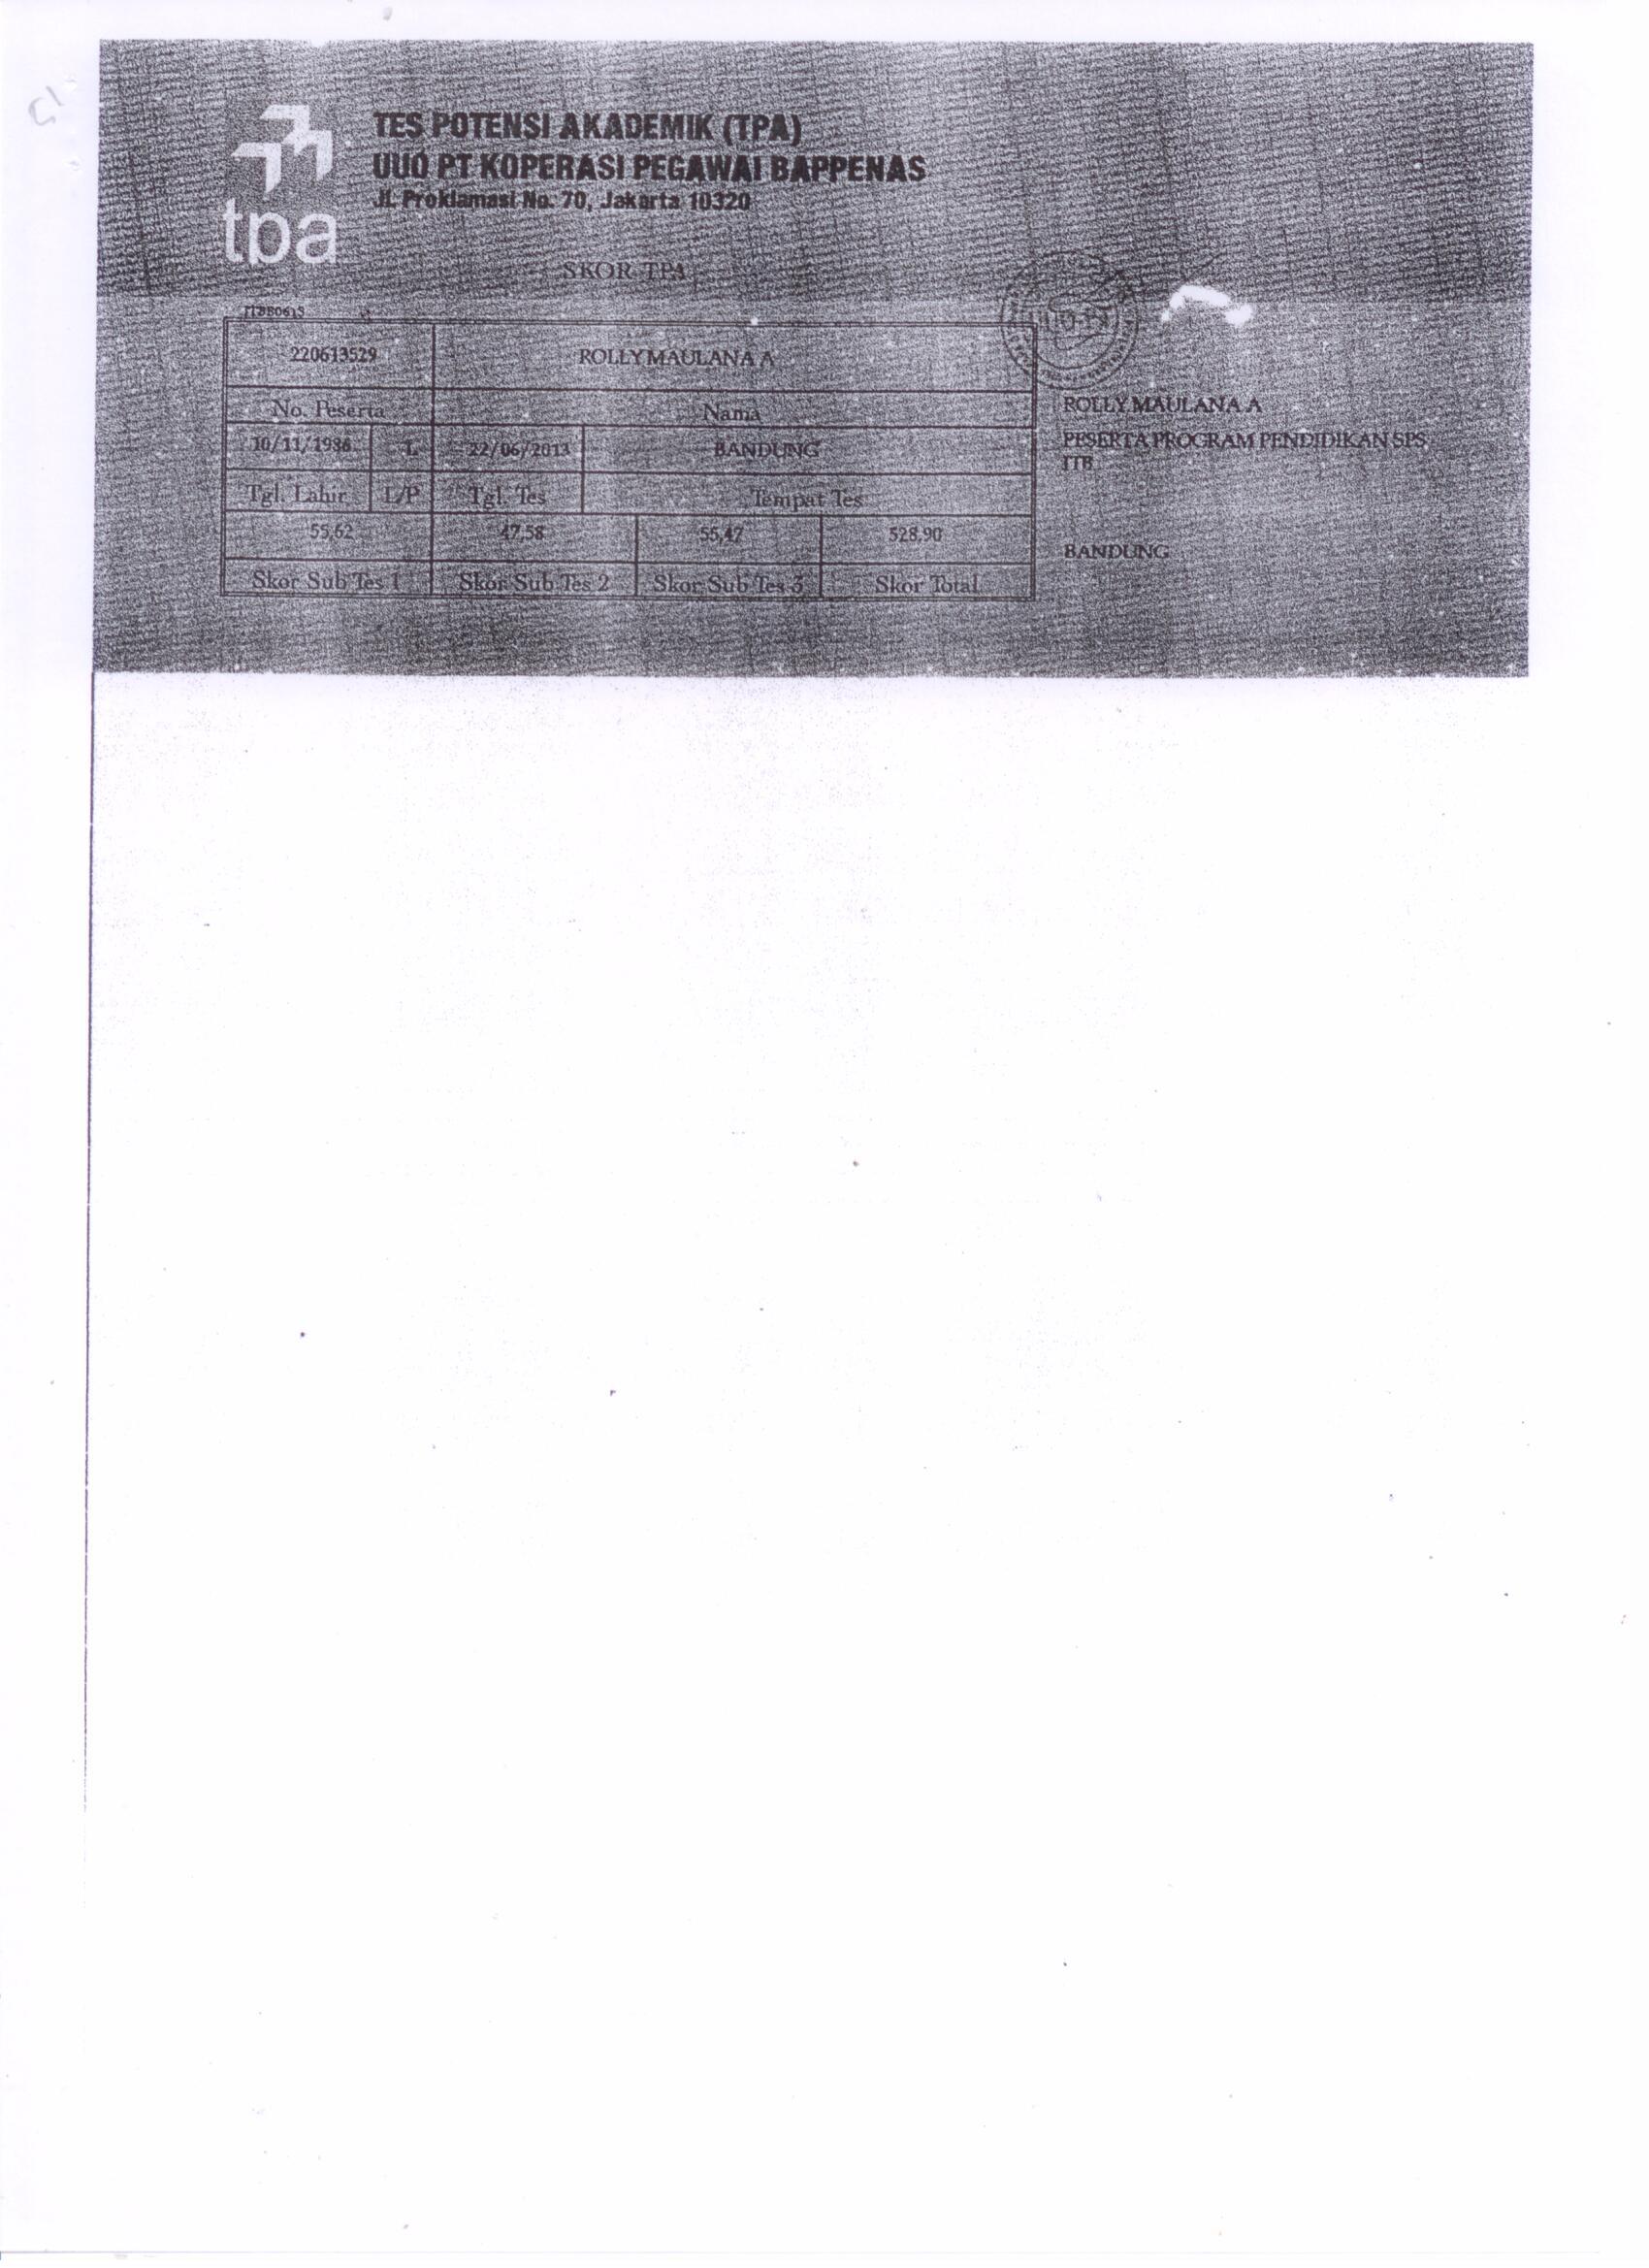 tpa
TES POTENSI AKADEMIK (TPA)
UUO PT KOPERASI PEGAWAI BAPPENAS
Jl. Proklamasi No. 70, Jakarta 10320
SKOR TPA
220613529 ROLLY MAULANA A
No. Peserta Nama
10/11/1986 L 22/06/2013 BANDUNG
Tgl. Lahir L/P Tgl. Tes Tempat Tes
55,62 47,58 55,47 528,90
Skor Sub Tes 1 Skor Sub Tes 2 Skor Sub Tes 3 Skor Total
ROLLY MAULANA A
PESERTA PROGRAM PENDIDIKAN SPS
ITB
BANDUNG